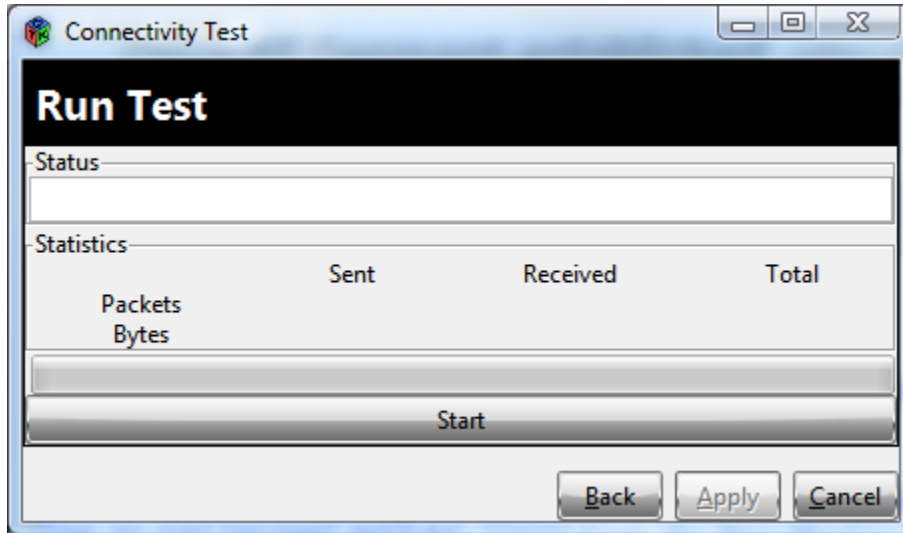 Connectivity Test
Run Test
Status
Statistics
Sent Received Total
Packets
Bytes
Start
Back Apply Cancel